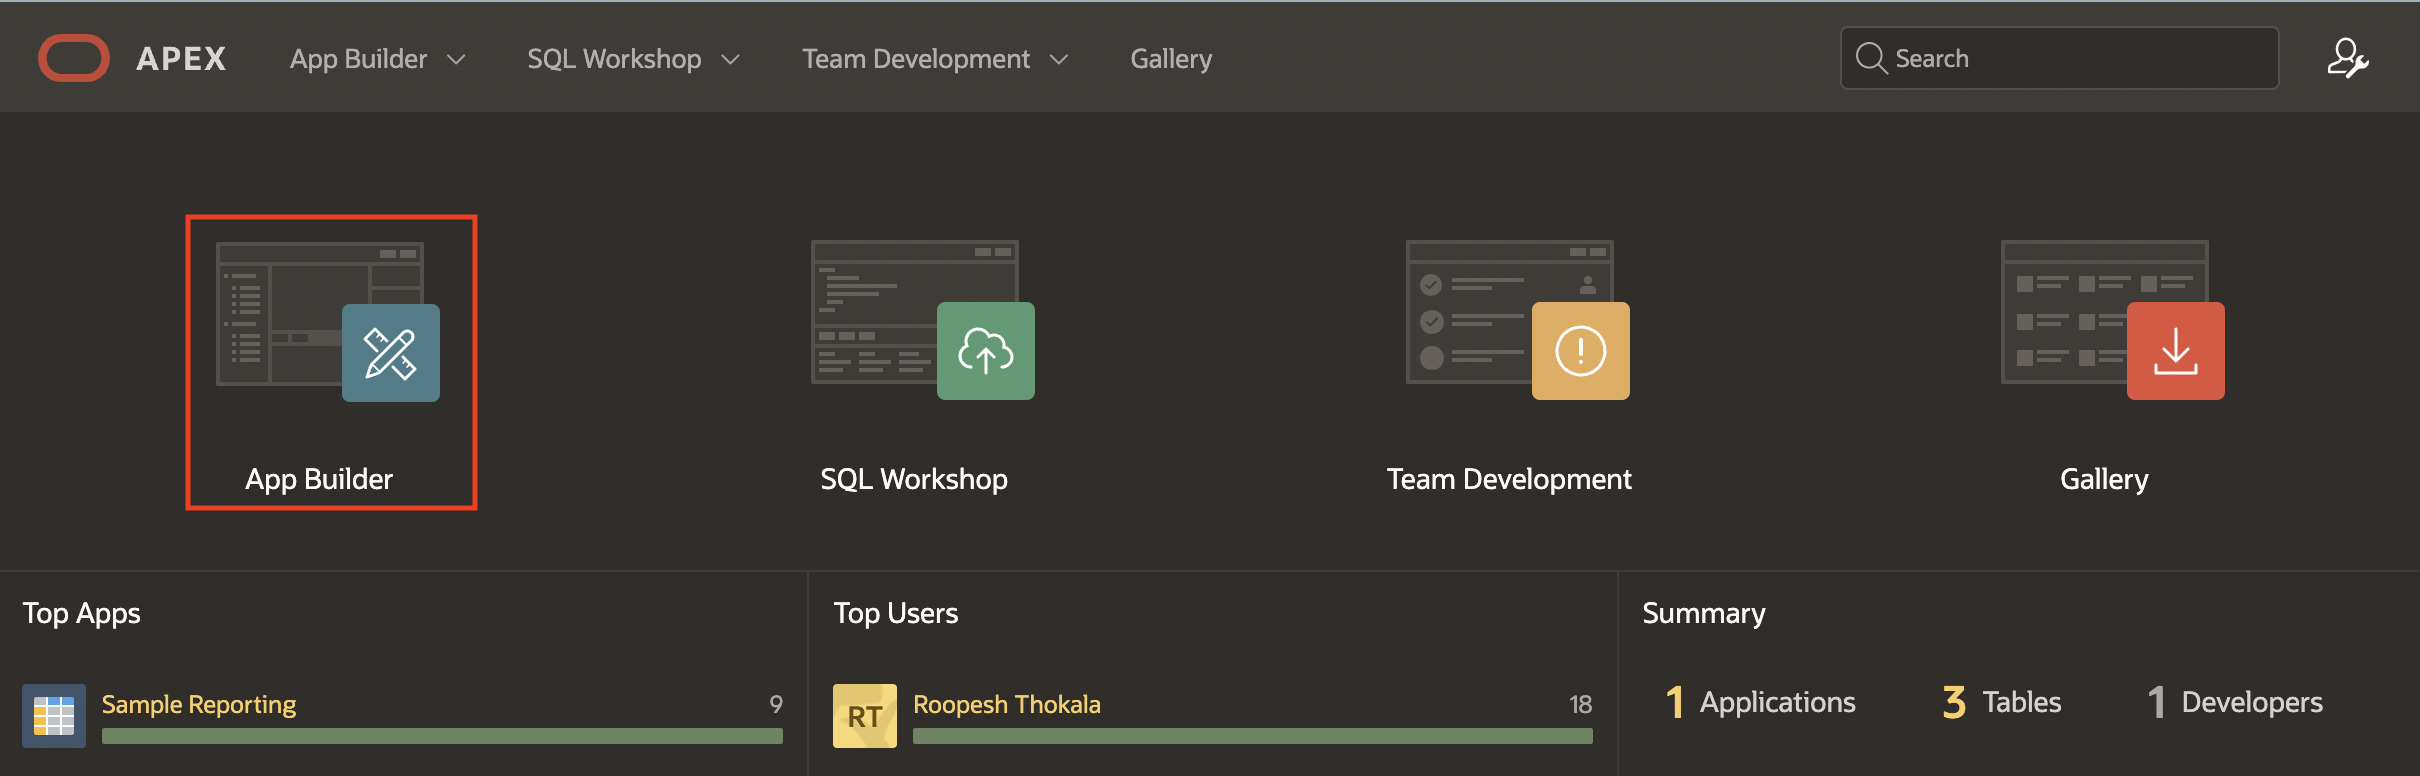 APEX App Builder SQL Workshop Team Development Gallery Search
App Builder SQL Workshop Team Development Gallery
Top Apps
Sample Reporting 9
Top Users
RT Roopesh Thokala 18
Summary
1 Applications 3 Tables 1 Developers